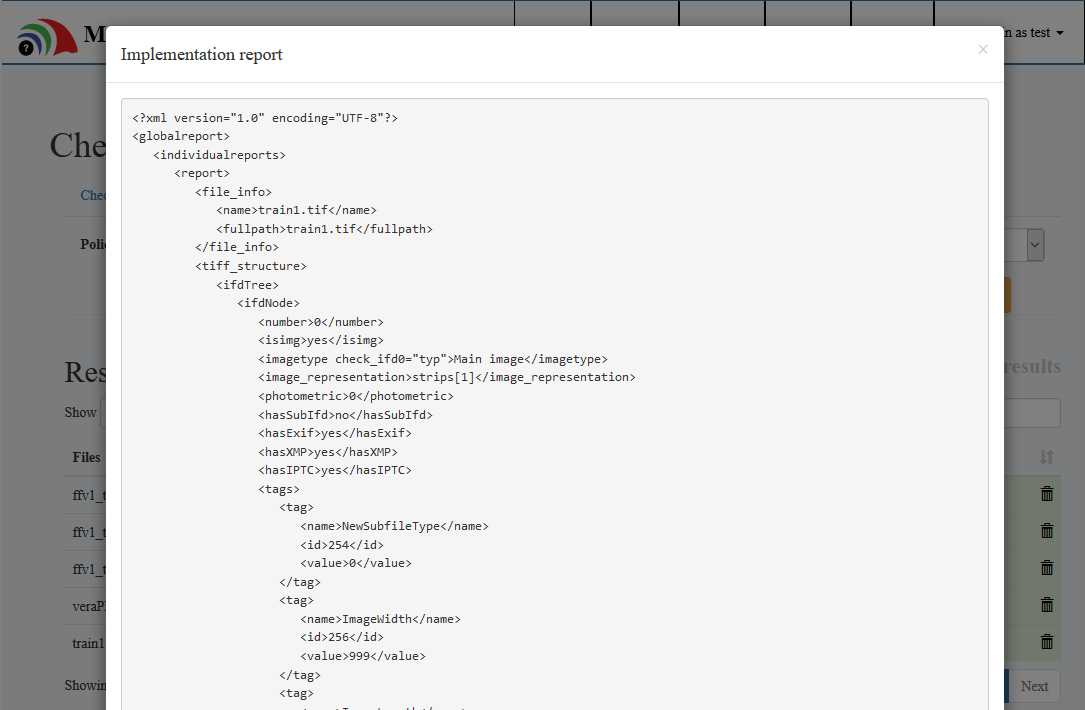 M
in as test
Implementation report
×
<?xml version="1.0" encoding="UTF-8"?>
<globalreport>
<individualreports>
<report>
<file_info>
<name>train1.tif</name>
<fullpath>train1.tif</fullpath>
</file_info>
<tiff_structure>
<ifdTree>
<ifdNode>
<number>0</number>
<isimg>yes</isimg>
<imagetype check_ifd0="typ">Main image</imagetype>
<image_representation>strips[1]</image_representation>
<photometric>0</photometric>
<hasSubIfd>no</hasSubIfd>
<hasExif>yes</hasExif>
<hasXMP>yes</hasXMP>
<hasIPTC>yes</hasIPTC>
<tags>
<tag>
<name>NewSubfileType</name>
<id>254</id>
<value>0</value>
</tag>
<tag>
<name>ImageWidth</name>
<id>256</id>
<value>999</value>
</tag>
<tag>
Che
Chec
Polic
Res
results
Show
Files
ffv1_t
ffv1_t
ffv1_t
veraP
train1
Showin
Next